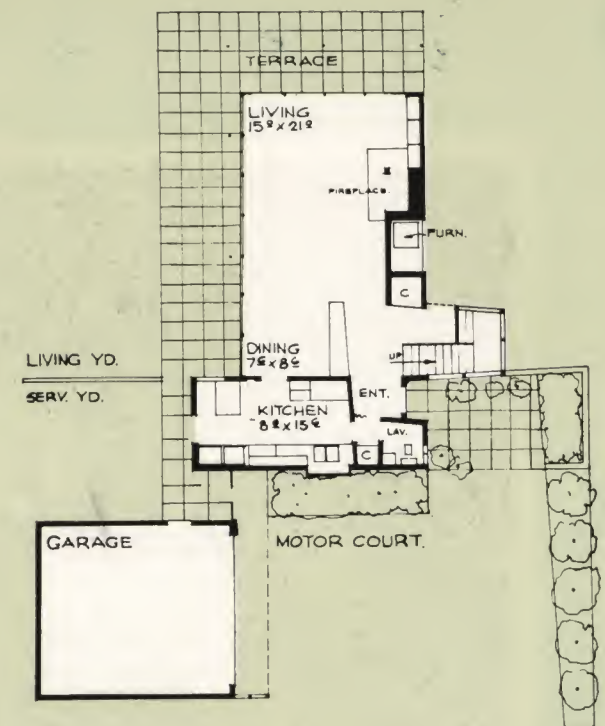 TERRACE
LIVING
15⁰ x 21⁰
FIREPLACE.
FURN.
C
DINING
7⁶ x 8⁶
UP
LIVING YD.
SERV. YD.
ENT.
KITCHEN
8⁰ x 15⁶
LAV.
C
GARAGE
MOTOR COURT.